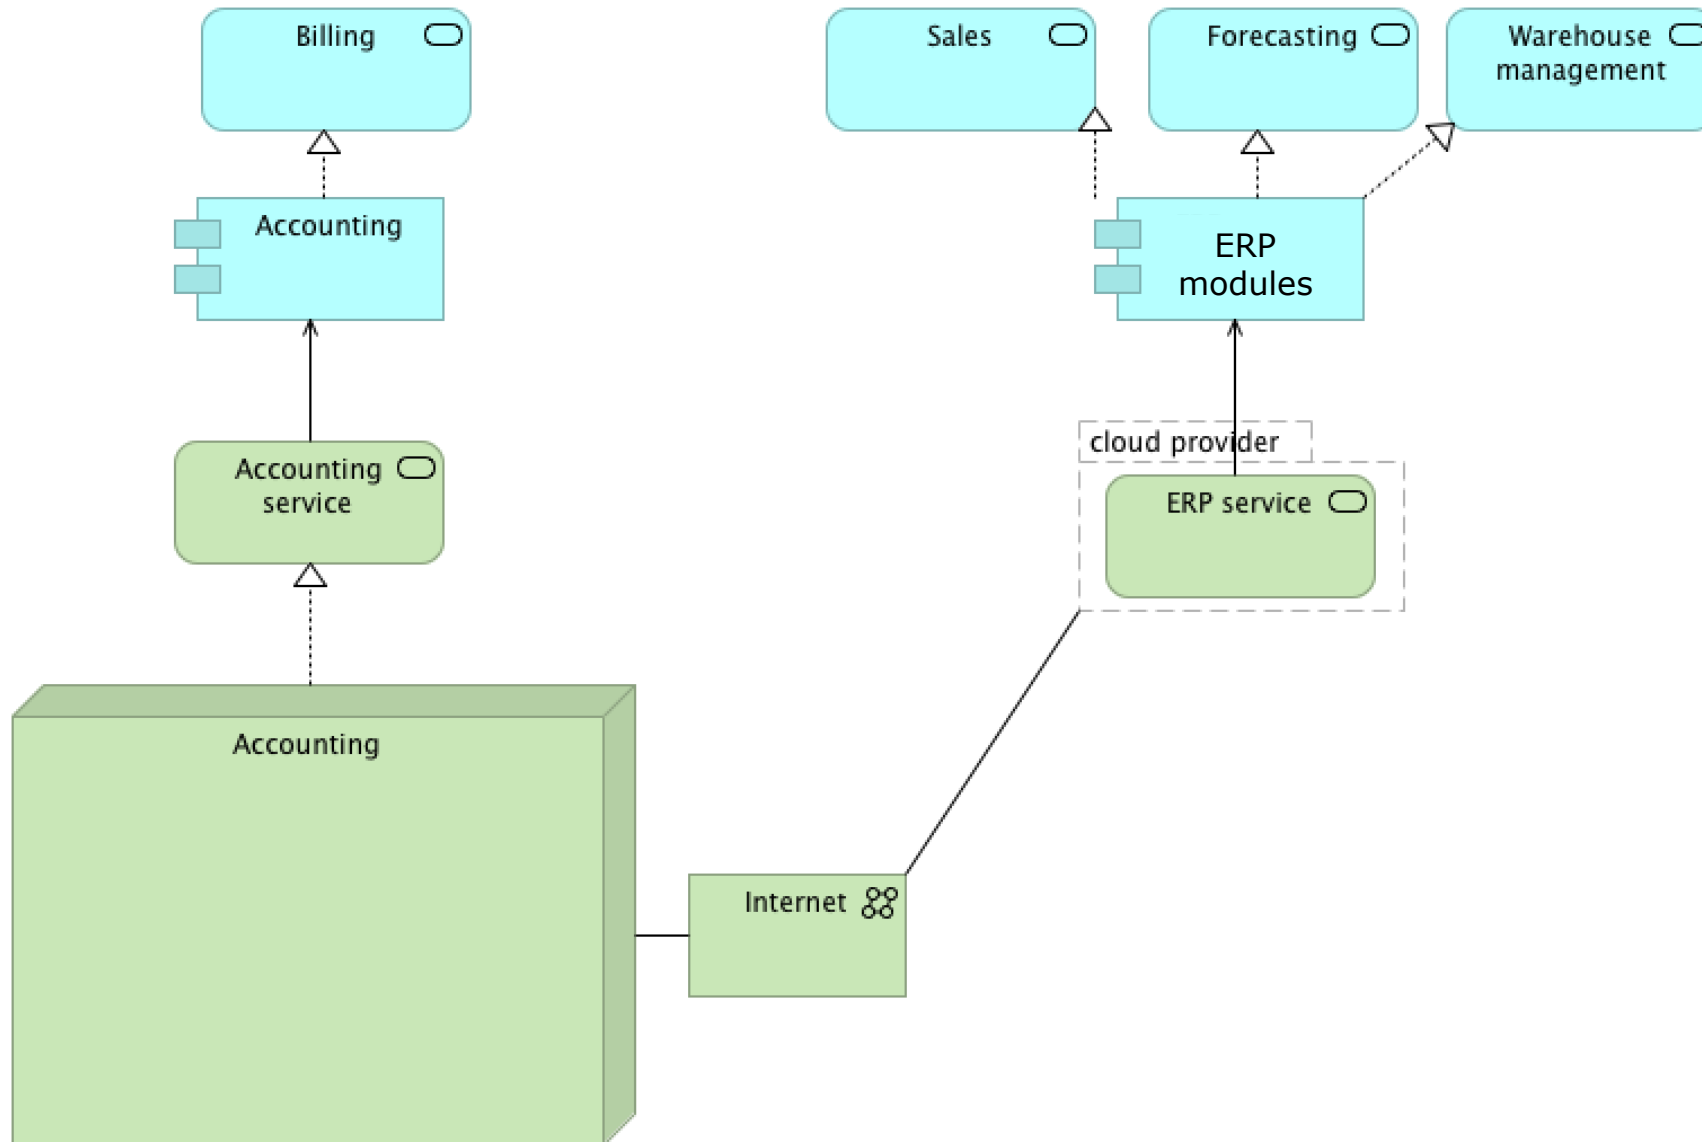 Billing
Sales
Forecasting
Warehouse
management
Accounting
ERP
modules
cloud provider
Accounting
service
ERP service
Accounting
Internet